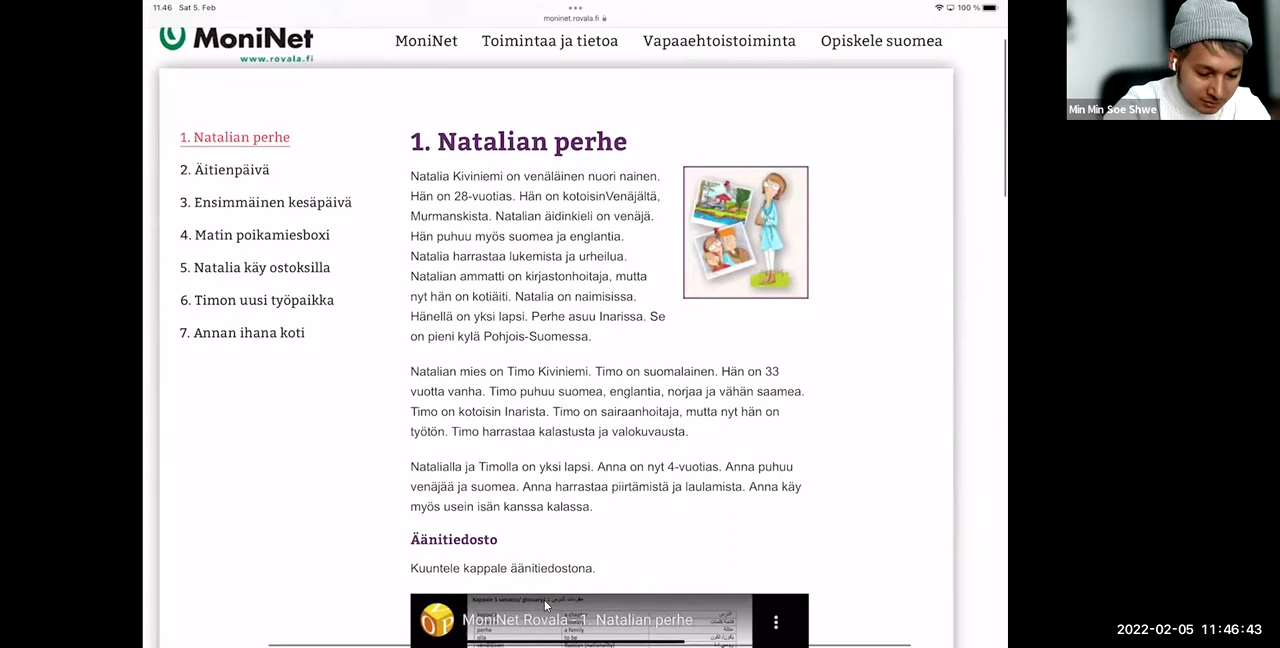 11.46 Sat 5. Feb
moninet.rovala.fi
100 %
MoniNet
www.rovala.fi
MoniNet Toimintaa ja tietoa Vapaaehtoistoiminta Opiskele suomea
Min Min Soe Shwe
1. Natalian perhe
2. Äitienpäivä
3. Ensimmäinen kesäpäivä
4. Matin poikamiesboxi
5. Natalia käy ostoksilla
6. Timon uusi työpaikka
7. Annan ihana koti
1. Natalian perhe
Natalia Kiviniemi on venäläinen nuori nainen.
Hän on 28-vuotias. Hän on kotoisinVenäjältä,
Murmanskista. Natalian äidinkieli on venäjä.
Hän puhuu myös suomea ja englantia.
Natalia harrastaa lukemista ja urheilua.
Natalian ammatti on kirjastonhoitaja, mutta
nyt hän on kotiäiti. Natalia on naimisissa.
Hänellä on yksi lapsi. Perhe asuu Inarissa. Se
on pieni kylä Pohjois-Suomessa.
Natalian mies on Timo Kiviniemi. Timo on suomalainen. Hän on 33
vuotta vanha. Timo puhuu suomea, englantia, norjaa ja vähän saamea.
Timo on kotoisin Inarista. Timo on sairaanhoitaja, mutta nyt hän on
työtön. Timo harrastaa kalastusta ja valokuvausta.
Natalialla ja Timolla on yksi lapsi. Anna on nyt 4-vuotias. Anna puhuu
venäjää ja suomea. Anna harrastaa piirtämistä ja laulamista. Anna käy
myös usein isän kanssa kalassa.
Äänitiedosto
Kuuntele kappale äänitiedostona.
MoniNet Rovala - 1. Natalian perhe
perhe a family
olla to be
2022-02-05 11:46:43